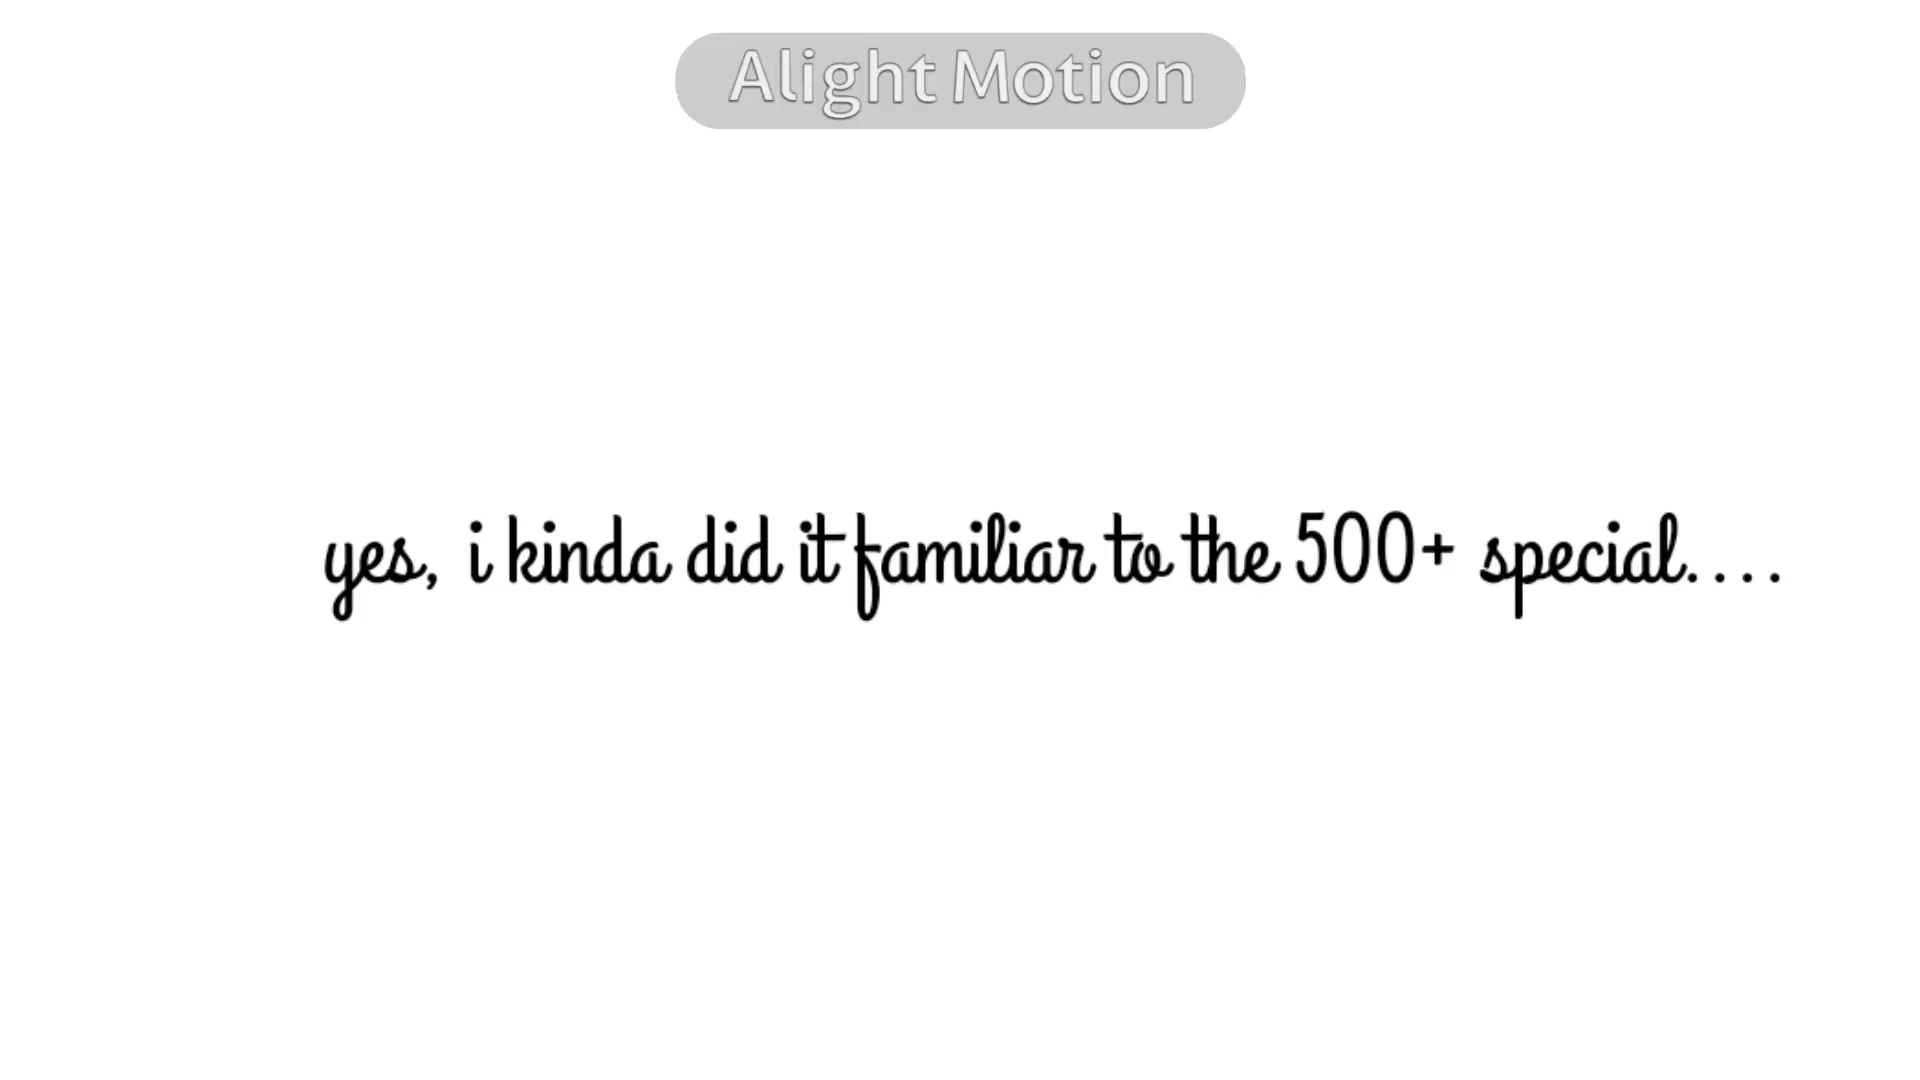 Alight Motion
yes, i kinda did it familiar to the 500+ special....